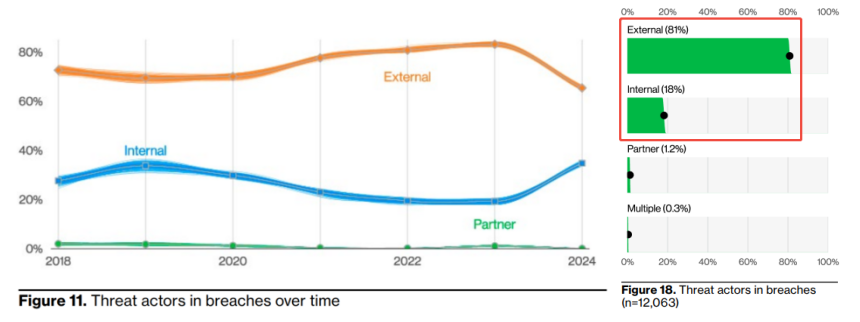 80%
60%
40%
20%
0%
External
Internal
Partner
2018
2020
2022
2024
Figure 11. Threat actors in breaches over time
0% 20% 40% 60% 80% 100%
External (81%)
Internal (18%)
Partner (1.2%)
Multiple (0.3%)
0% 20% 40% 60% 80% 100%
Figure 18. Threat actors in breaches
(n=12,063)